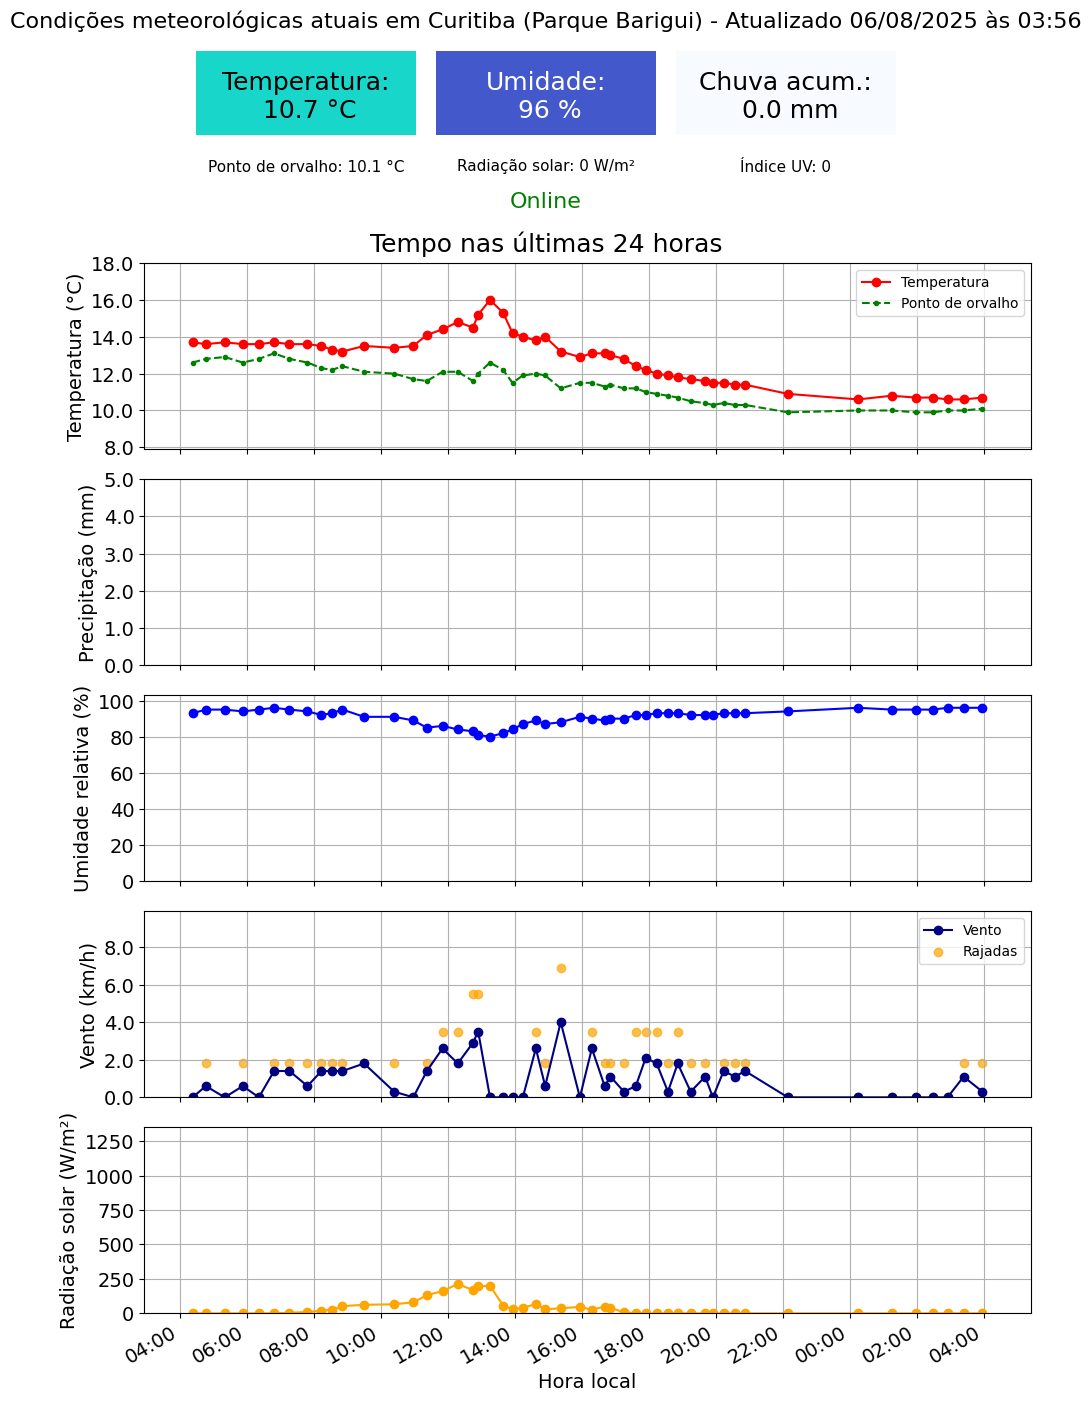 Condições meteorológicas atuais em Curitiba (Parque Barigui) - Atualizado 06/08/2025 às 03:56
Temperatura:
10.7 °C
Umidade:
96 %
Chuva acum.:
0.0 mm
Ponto de orvalho: 10.1 °C
Radiação solar: 0 W/m²
Índice UV: 0
Online
Tempo nas últimas 24 horas
Temperatura (°C)
18.0
16.0
14.0
12.0
10.0
8.0
Temperatura
Ponto de orvalho
Precipitação (mm)
5.0
4.0
3.0
2.0
1.0
0.0
Umidade relativa (%)
100
80
60
40
20
0
Vento (km/h)
8.0
6.0
4.0
2.0
0.0
Vento
Rajadas
Radiação solar (W/m²)
1250
1000
750
500
250
0
04:00
06:00
08:00
10:00
12:00
14:00
16:00
18:00
20:00
22:00
00:00
02:00
04:00
Hora local